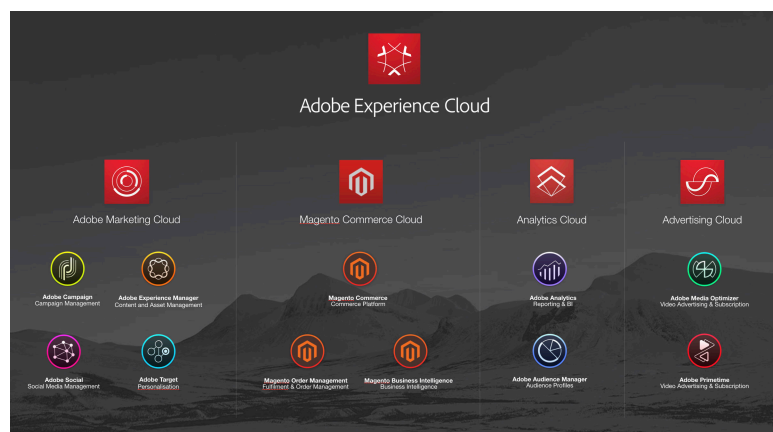 Adobe Experience Cloud
Adobe Marketing Cloud
Magento Commerce Cloud
Analytics Cloud
Advertising Cloud
Adobe Campaign
Campaign Management
Adobe Experience Manager
Content and Asset Management
Magento Commerce
Commerce Platform
Adobe Analytics
Reporting & BI
Adobe Media Optimizer
Video Advertising & Subscription
Adobe Social
Social Media Management
Adobe Target
Personalisation
Magento Order Management
Fulfilment & Order Management
Magento Business Intelligence
Business Intelligence
Adobe Audience Manager
Audience Profiles
Adobe Primetime
Video Advertising & Subscription